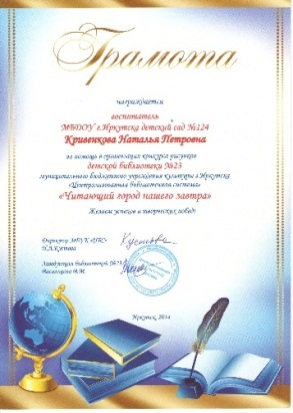 Грамота
награждается
воспитатель
МБДОУ г.Иркутска детский сад №124
Кривенкова Наталья Петровна
за помощь в организации конкурса рисунков
детской библиотеки №23
муниципального бюджетного учреждения культуры г.Иркутска
«Централизованная библиотечная система»
«Читающий город нашего завтра»
Желаем успехов и творческих побед!
Директор МБУК «ЦБС»
Заведующая библиотекой №23
Иркутск, 2014